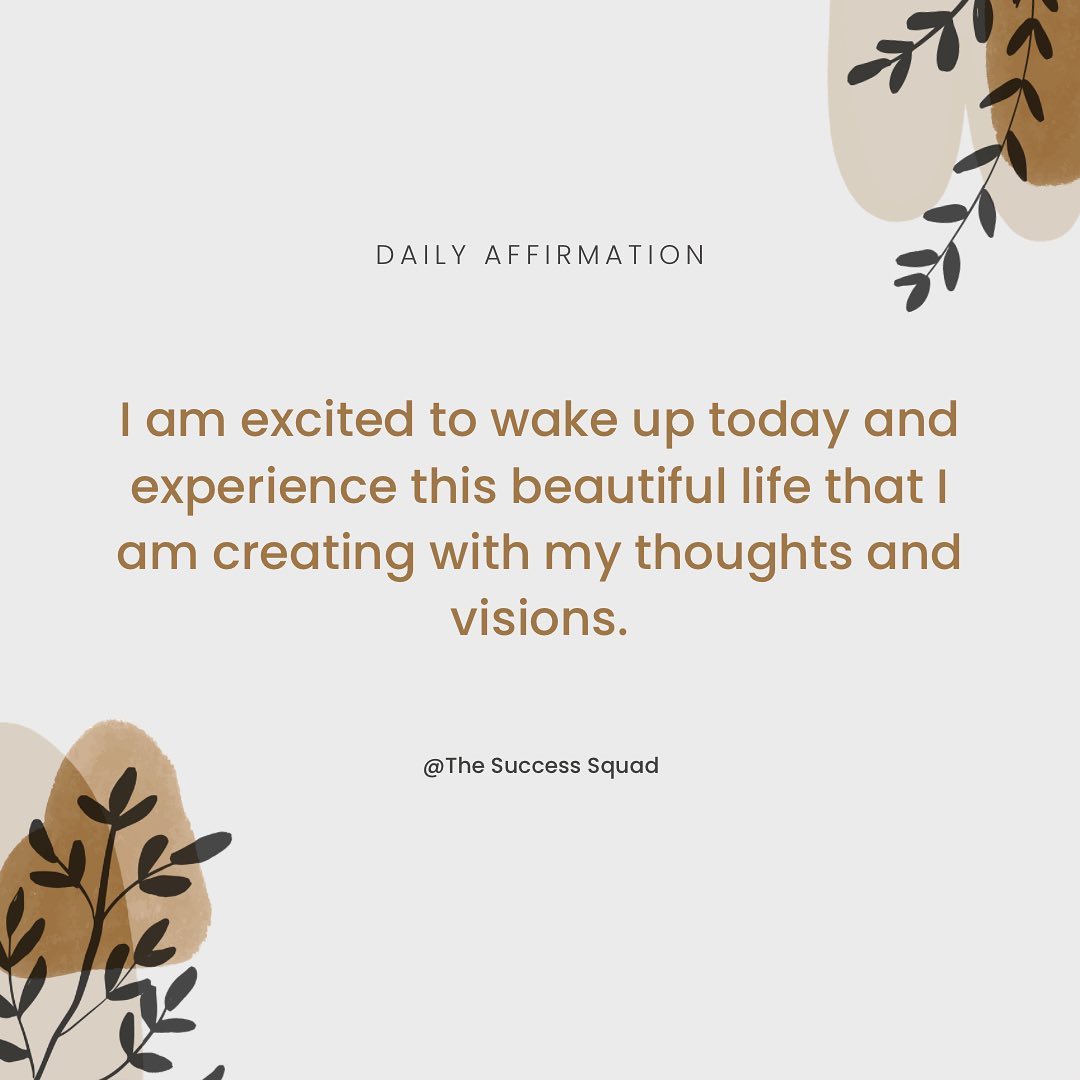 DAILY AFFIRMATION
I am excited to wake up today and
experience this beautiful life that I
am creating with my thoughts and
visions.
@The Success Squad